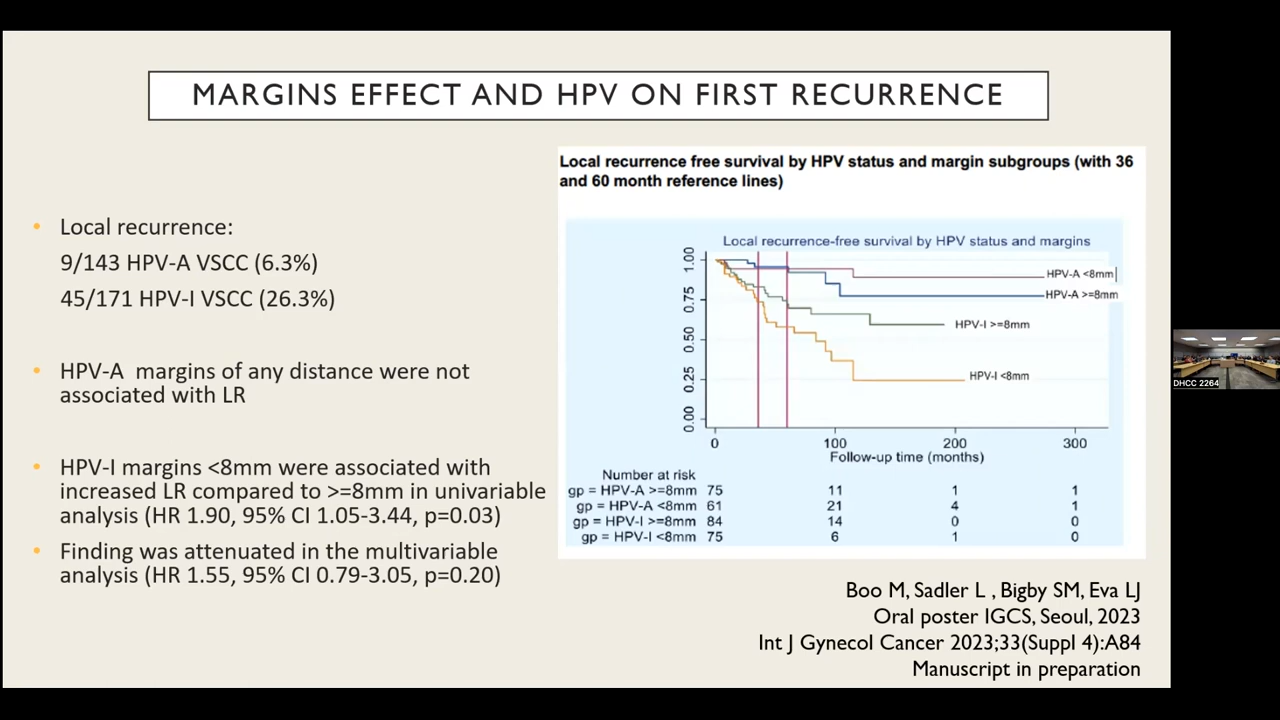 MARGINS EFFECT AND HPV ON FIRST RECURRENCE
• Local recurrence:
9/143 HPV-A VSCC (6.3%)
45/171 HPV-I VSCC (26.3%)
• HPV-A margins of any distance were not
associated with LR
• HPV-I margins <8mm were associated with
increased LR compared to >=8mm in univariable
analysis (HR 1.90, 95% CI 1.05-3.44, p=0.03)
• Finding was attenuated in the multivariable
analysis (HR 1.55, 95% CI 0.79-3.05, p=0.20)
Local recurrence free survival by HPV status and margin subgroups (with 36
and 60 month reference lines)
Local recurrence-free survival by HPV status and margins
1.00
0.75
0.50
0.25
0.00
HPV-A <8mm
HPV-A >=8mm
HPV-I >=8mm
HPV-I <8mm
0 100 200 300
Follow-up time (months)
Number at risk
gp = HPV-A >=8mm 75 11 1 1
gp = HPV-A <8mm 61 21 4 1
gp = HPV-I >=8mm 84 14 0 0
gp = HPV-I <8mm 75 6 1 0
Boo M, Sadler L , Bigby SM, Eva LJ
Oral poster IGCS, Seoul, 2023
Int J Gynecol Cancer 2023;33(Suppl 4):A84
Manuscript in preparation
DHCC 2264